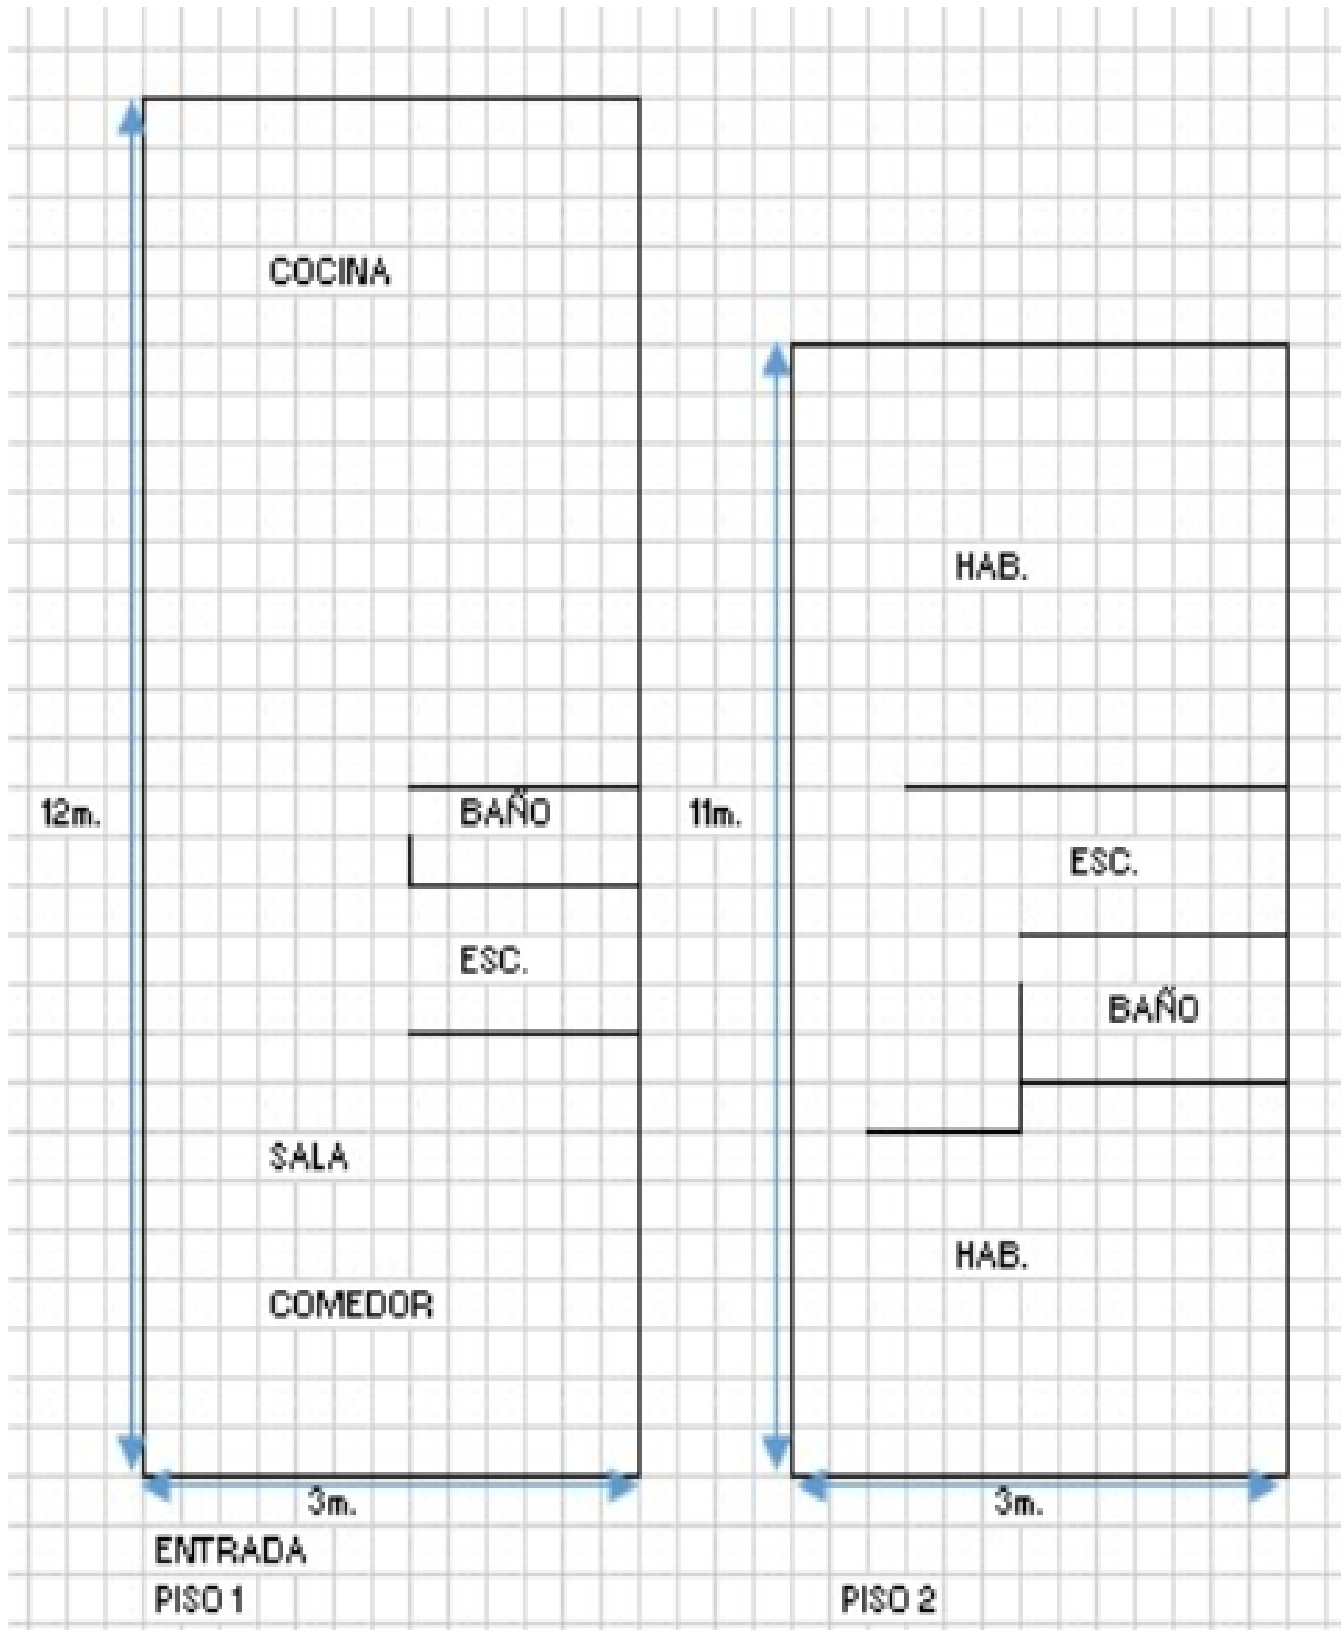 COCINA
BAÑO
12m.
ESC.
SALA
COMEDOR
3m.
ENTRADA
PISO 1
HAB.
11m.
ESC.
BAÑO
HAB.
3m.
PISO 2